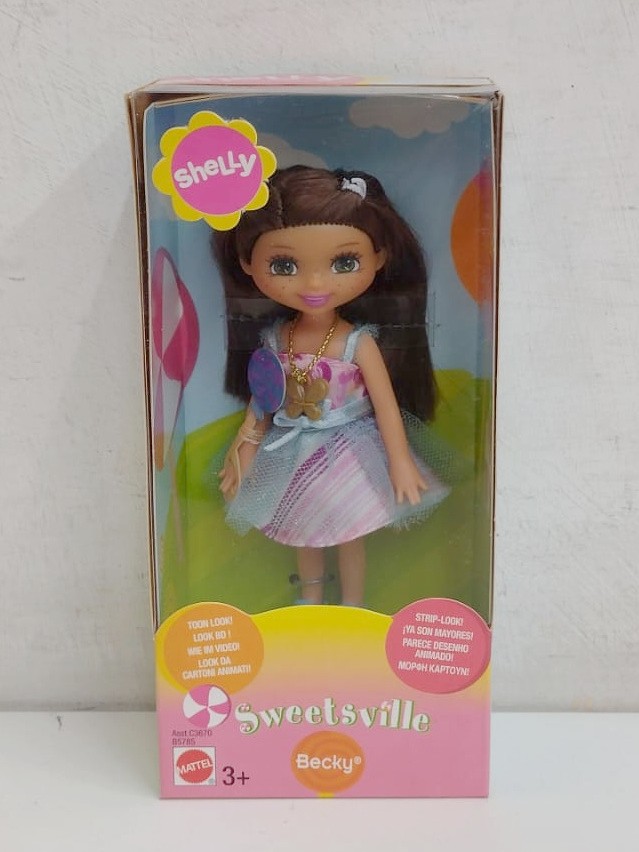 SheLLy
TOON LOOK!
LOOK BD !
WIE IM VIDEO!
LOOK DA
CARTONI ANIMATI!
STRIP-LOOK!
¡YA SON MAYORES!
PARECE DESENHO
ANIMADO!
ΜΟΡΦΗ ΚΑΡΤΟΥΝ!
Sweetsville
Asst.C3670
B5785
MATTEL
®
3+
Becky®